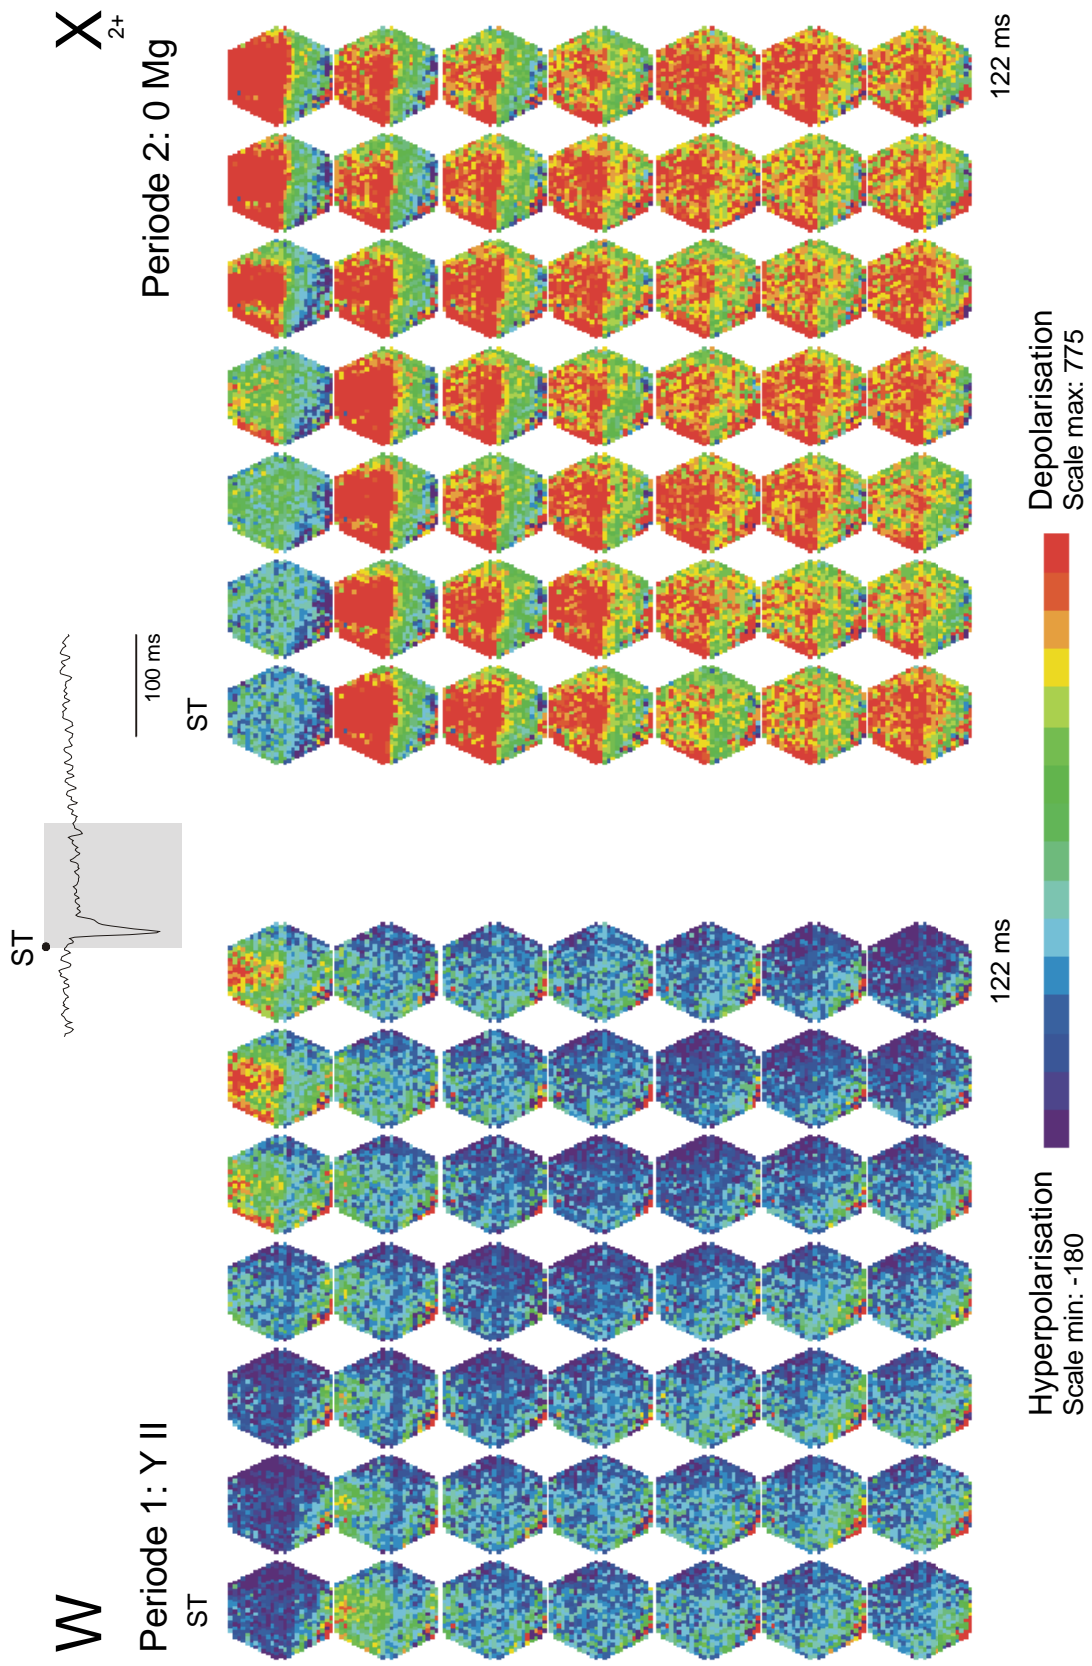 W
Periode 1: Y II
ST
122 ms
ST
100 ms
X
Periode 2: 0 Mg 2+
ST
122 ms
Hyperpolarisation
Scale min: -180
Depolarisation
Scale max: 775